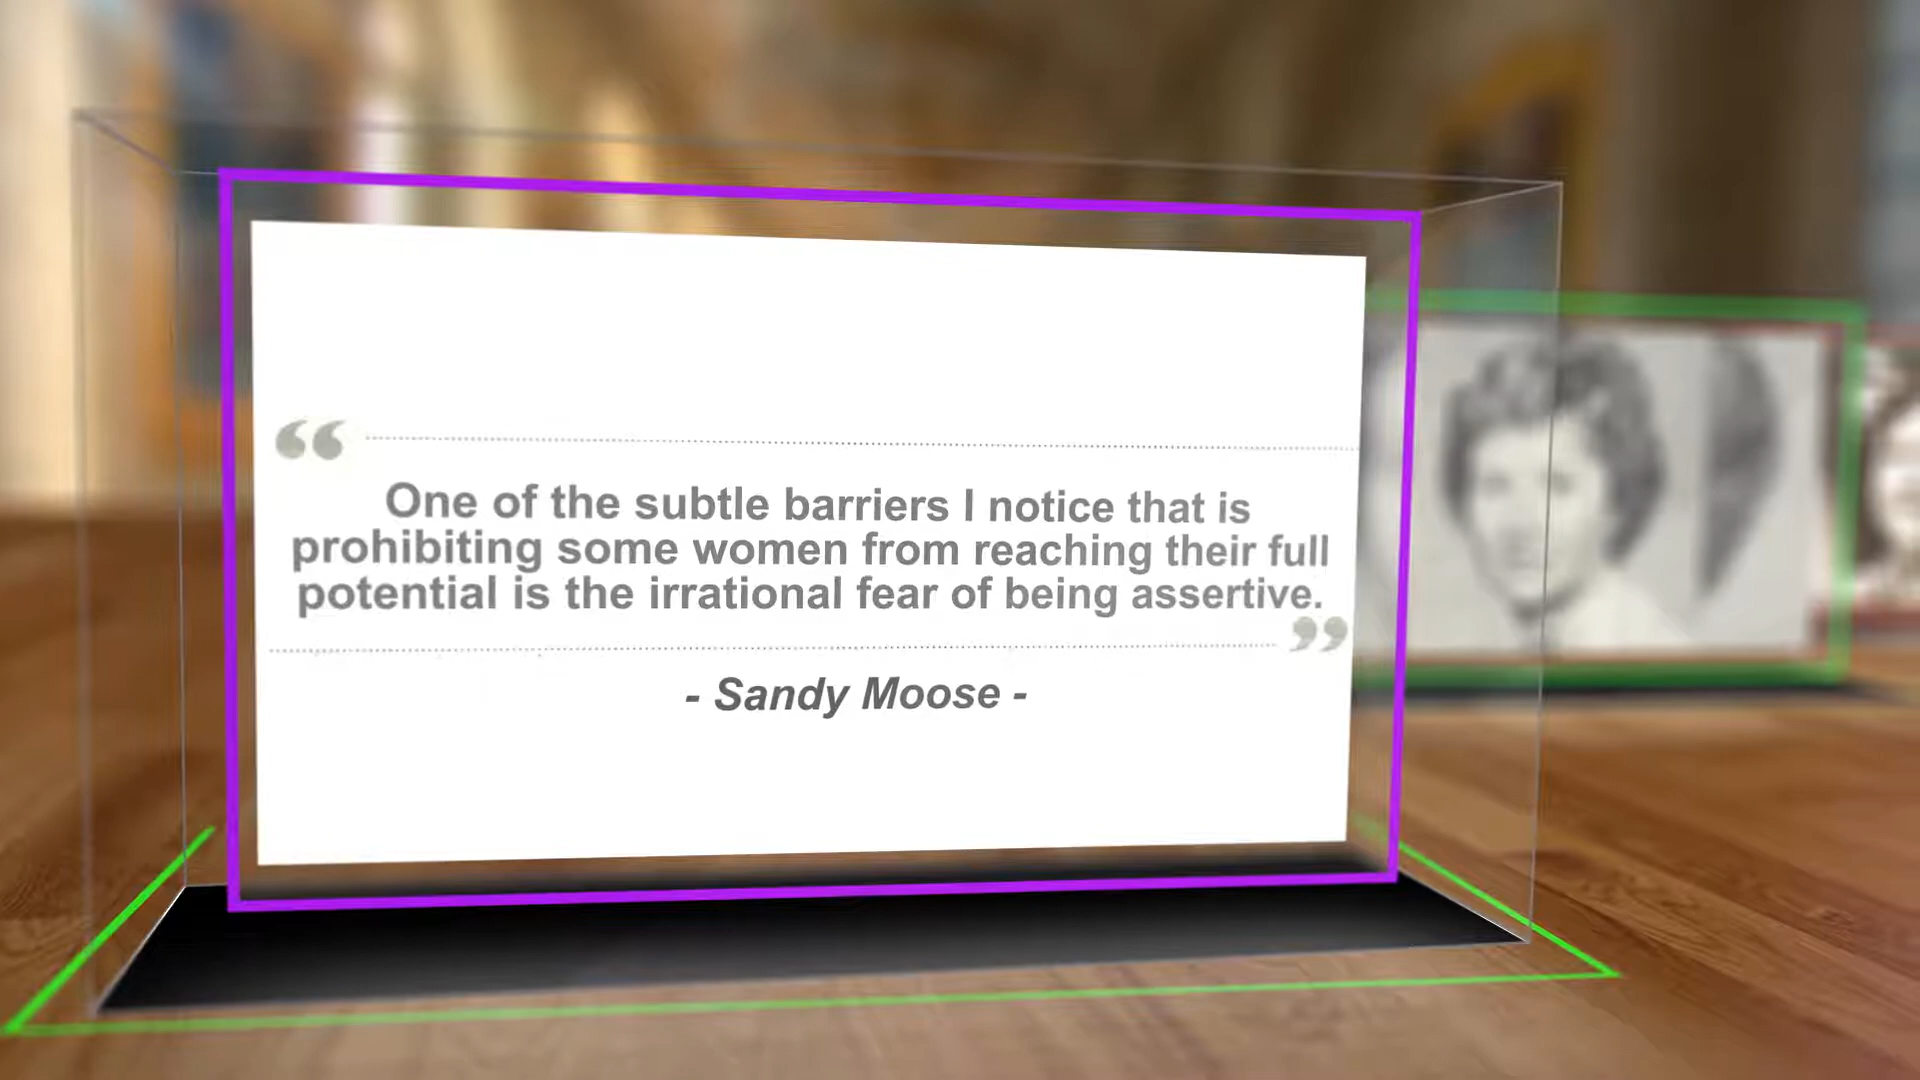 “
One of the subtle barriers I notice that is
prohibiting some women from reaching their full
potential is the irrational fear of being assertive.
”
- Sandy Moose -